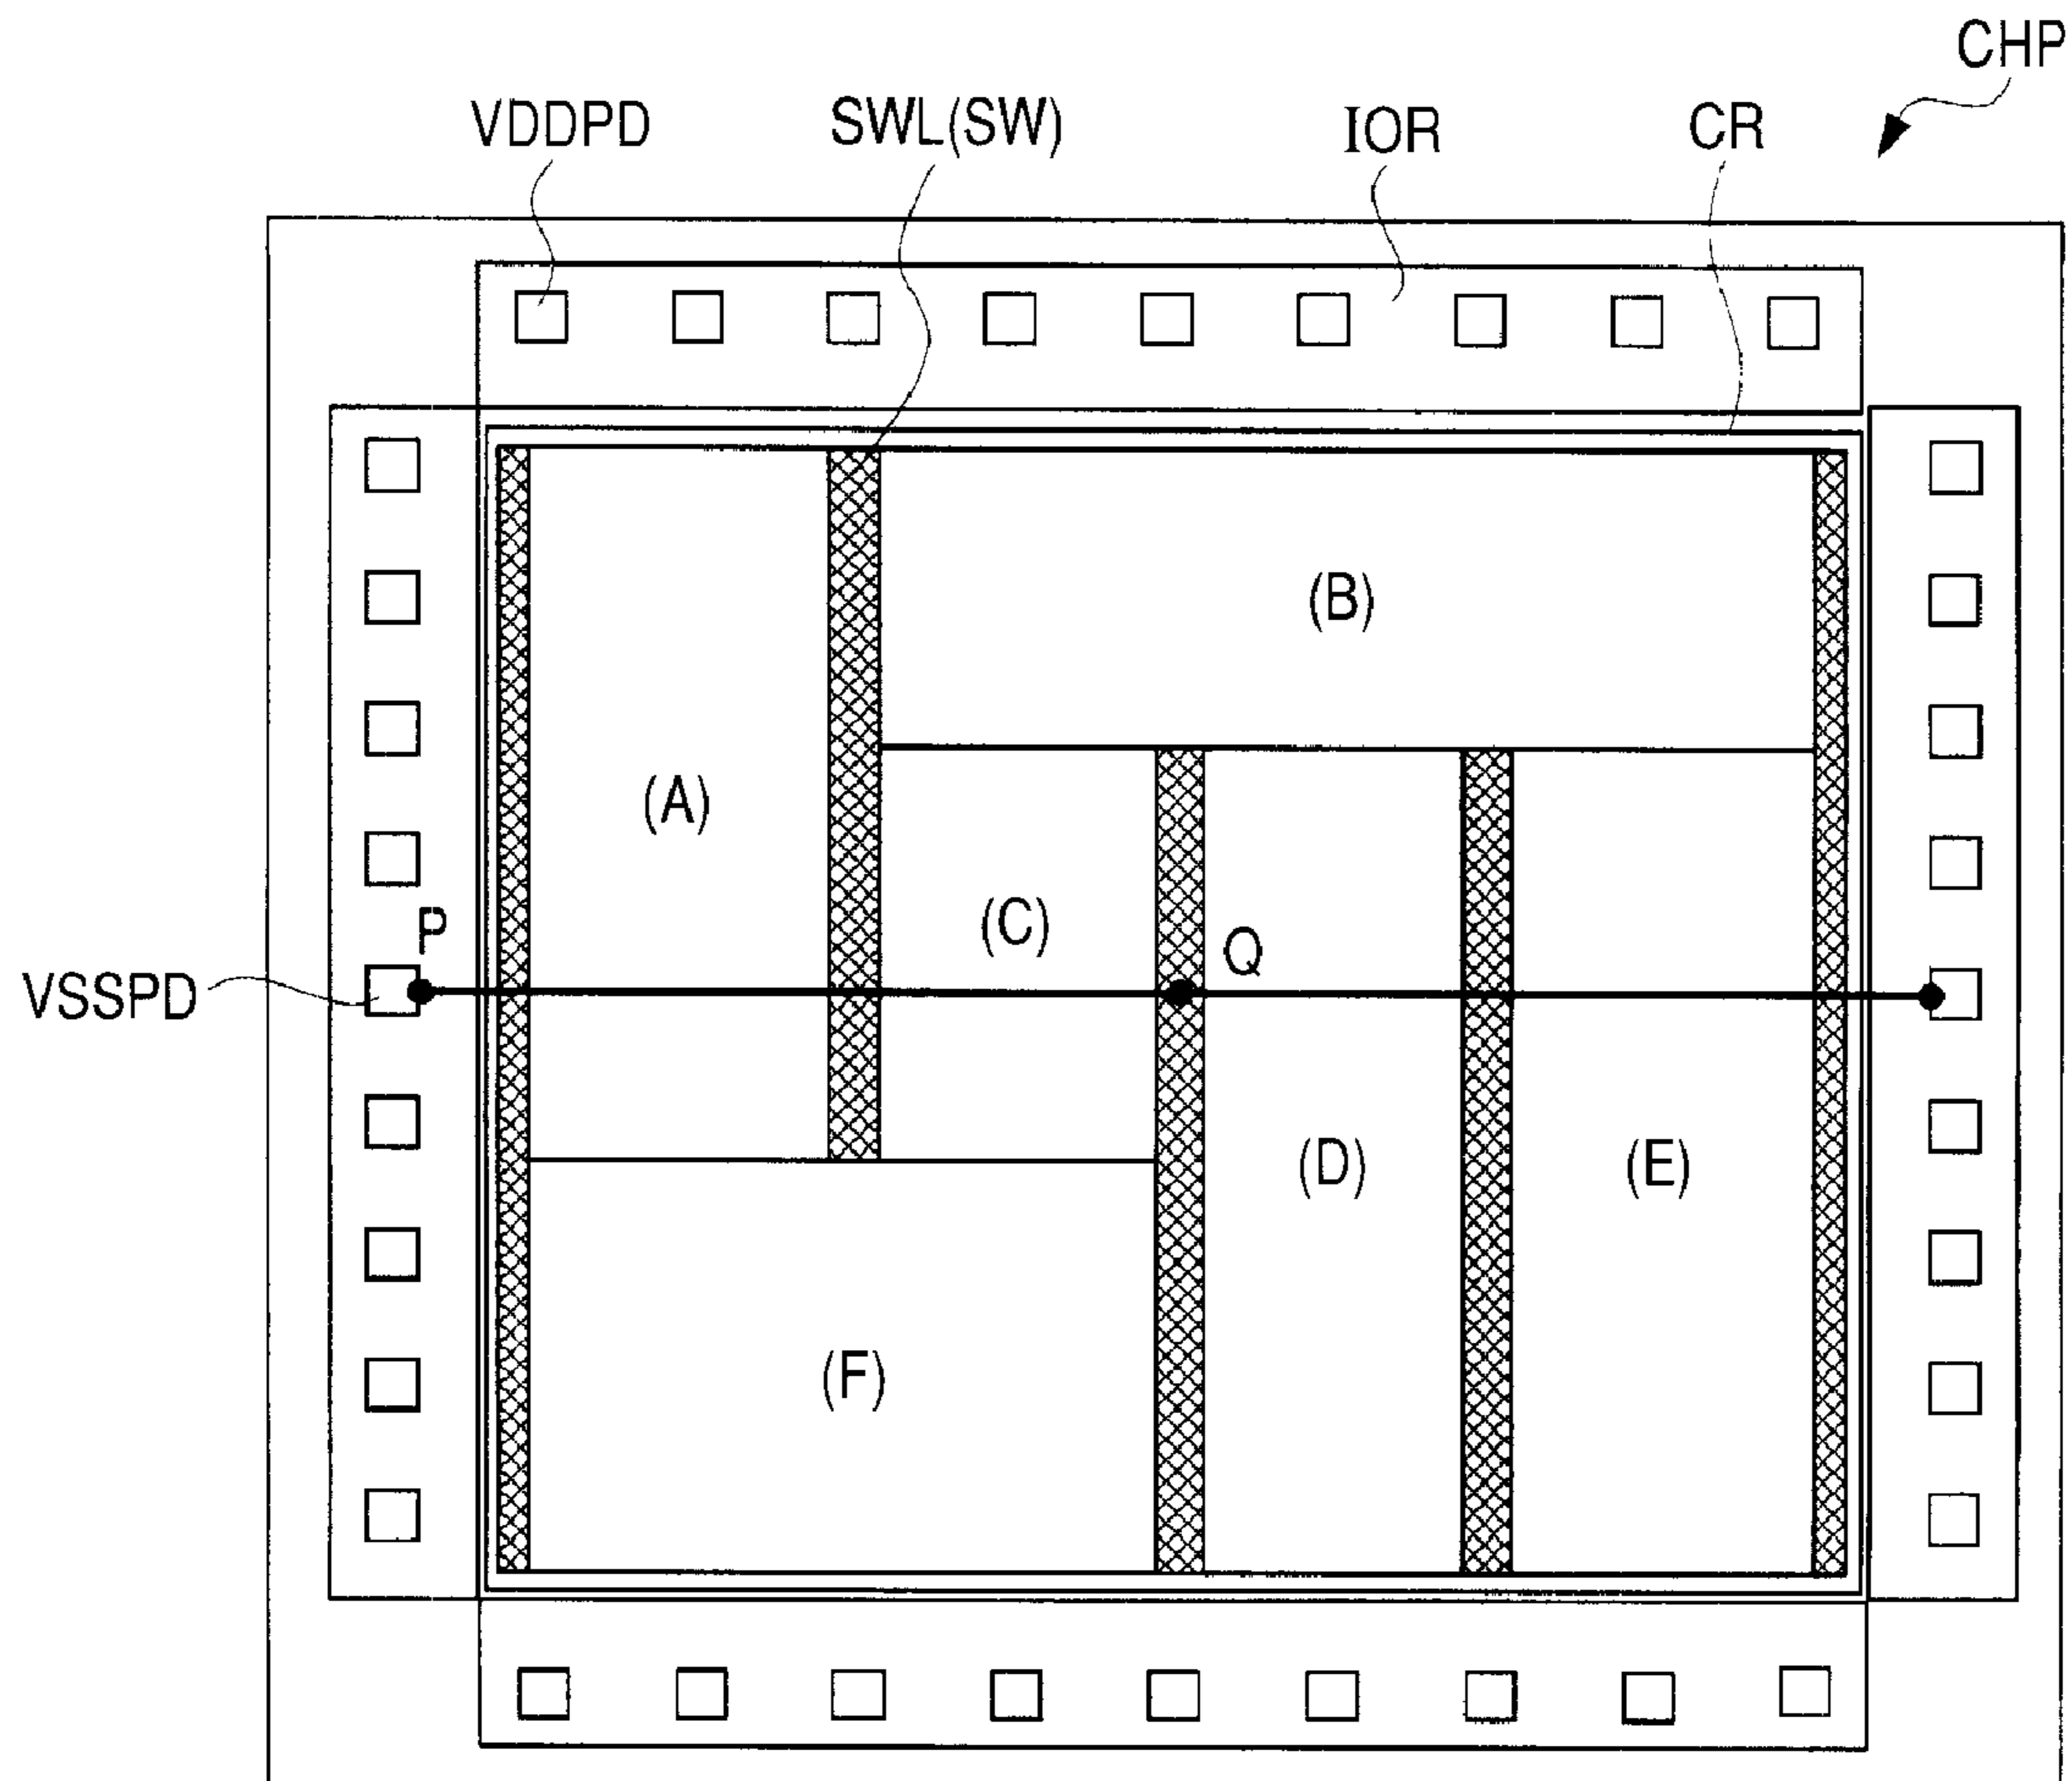 CHP
VDDPD
SWL(SW)
IOR
CR
(B)
(A)
(C)
P
Q
VSSPD
(D)
(E)
(F)